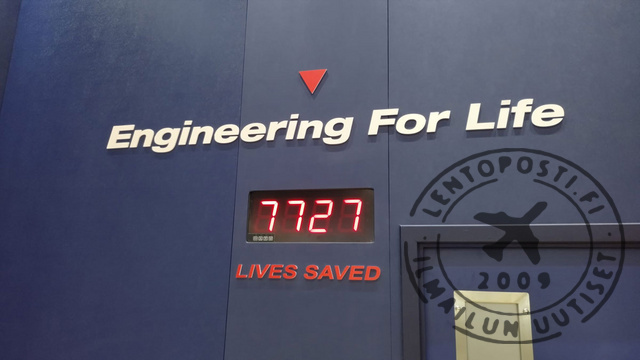 Engineering For Life
7727
LIVES SAVED
LENTOPOSTI.FI
2009
ILMAILUN UUTISET